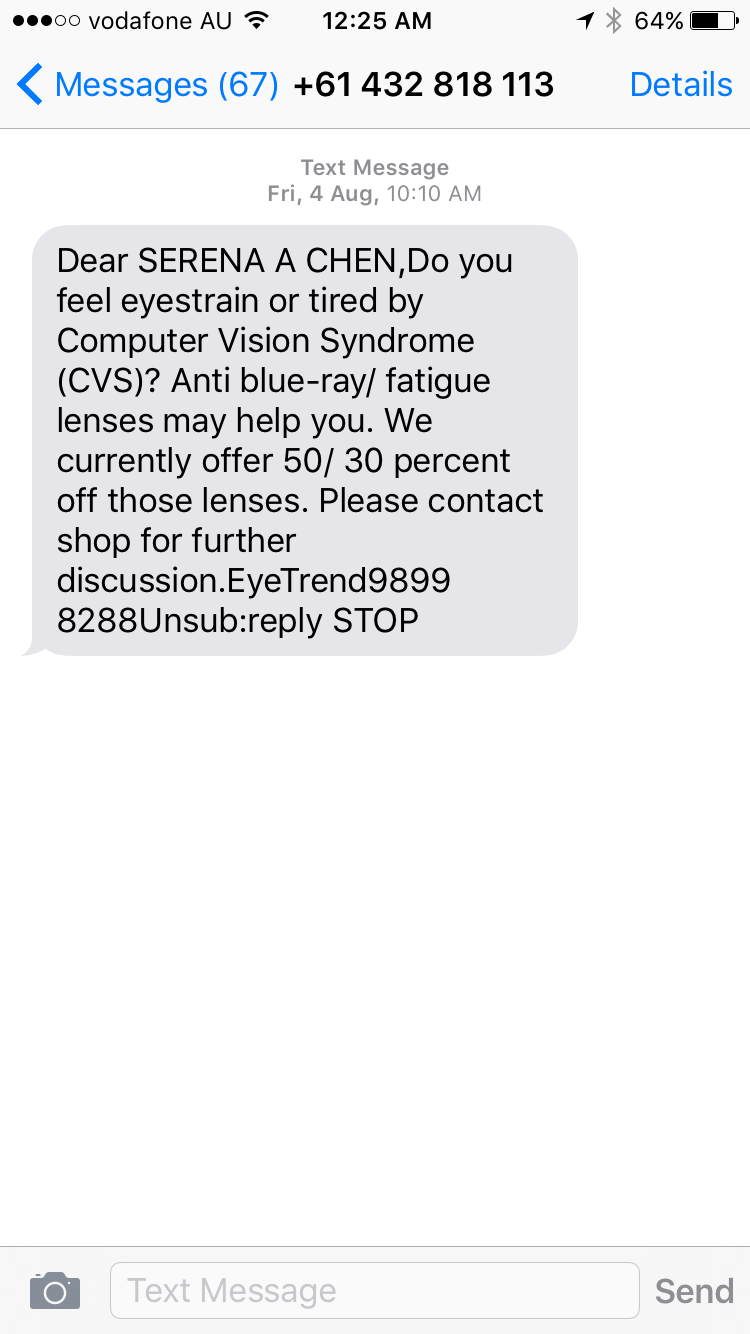 vodafone AU 12:25 AM 64%
Messages (67) +61 432 818 113 Details
Text Message
Fri, 4 Aug, 10:10 AM
Dear SERENA A CHEN,Do you
feel eyestrain or tired by
Computer Vision Syndrome
(CVS)? Anti blue-ray/ fatigue
lenses may help you. We
currently offer 50/ 30 percent
off those lenses. Please contact
shop for further
discussion.EyeTrend9899
8288Unsub:reply STOP
Text Message Send